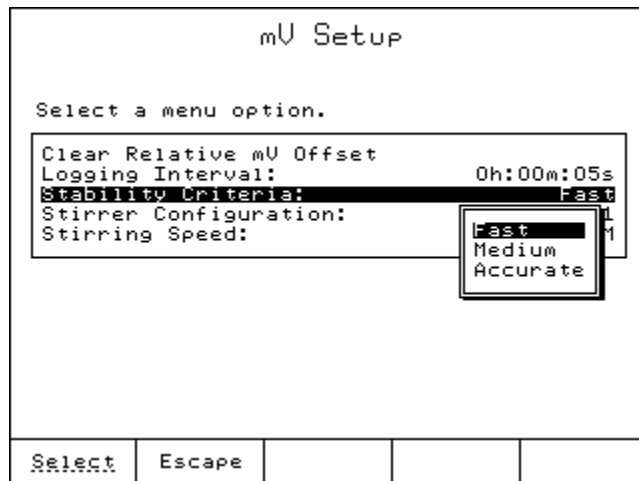 mV Setup
Select a menu option.
Clear Relative mV Offset
Logging Interval: 0h:00m:05s
Stability Criteria: Fast
Stirrer Configuration: 1
Stirring Speed: M
Fast
Medium
Accurate
Select Escape